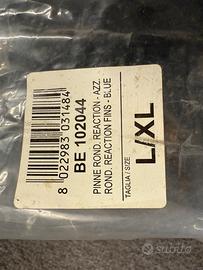 8 022983 031484
BE 102044
PINNE ROND. REACTION - AZZ.
ROND. REACTION FINS - BLUE
TAGLIA / SIZE
L/XL
subito